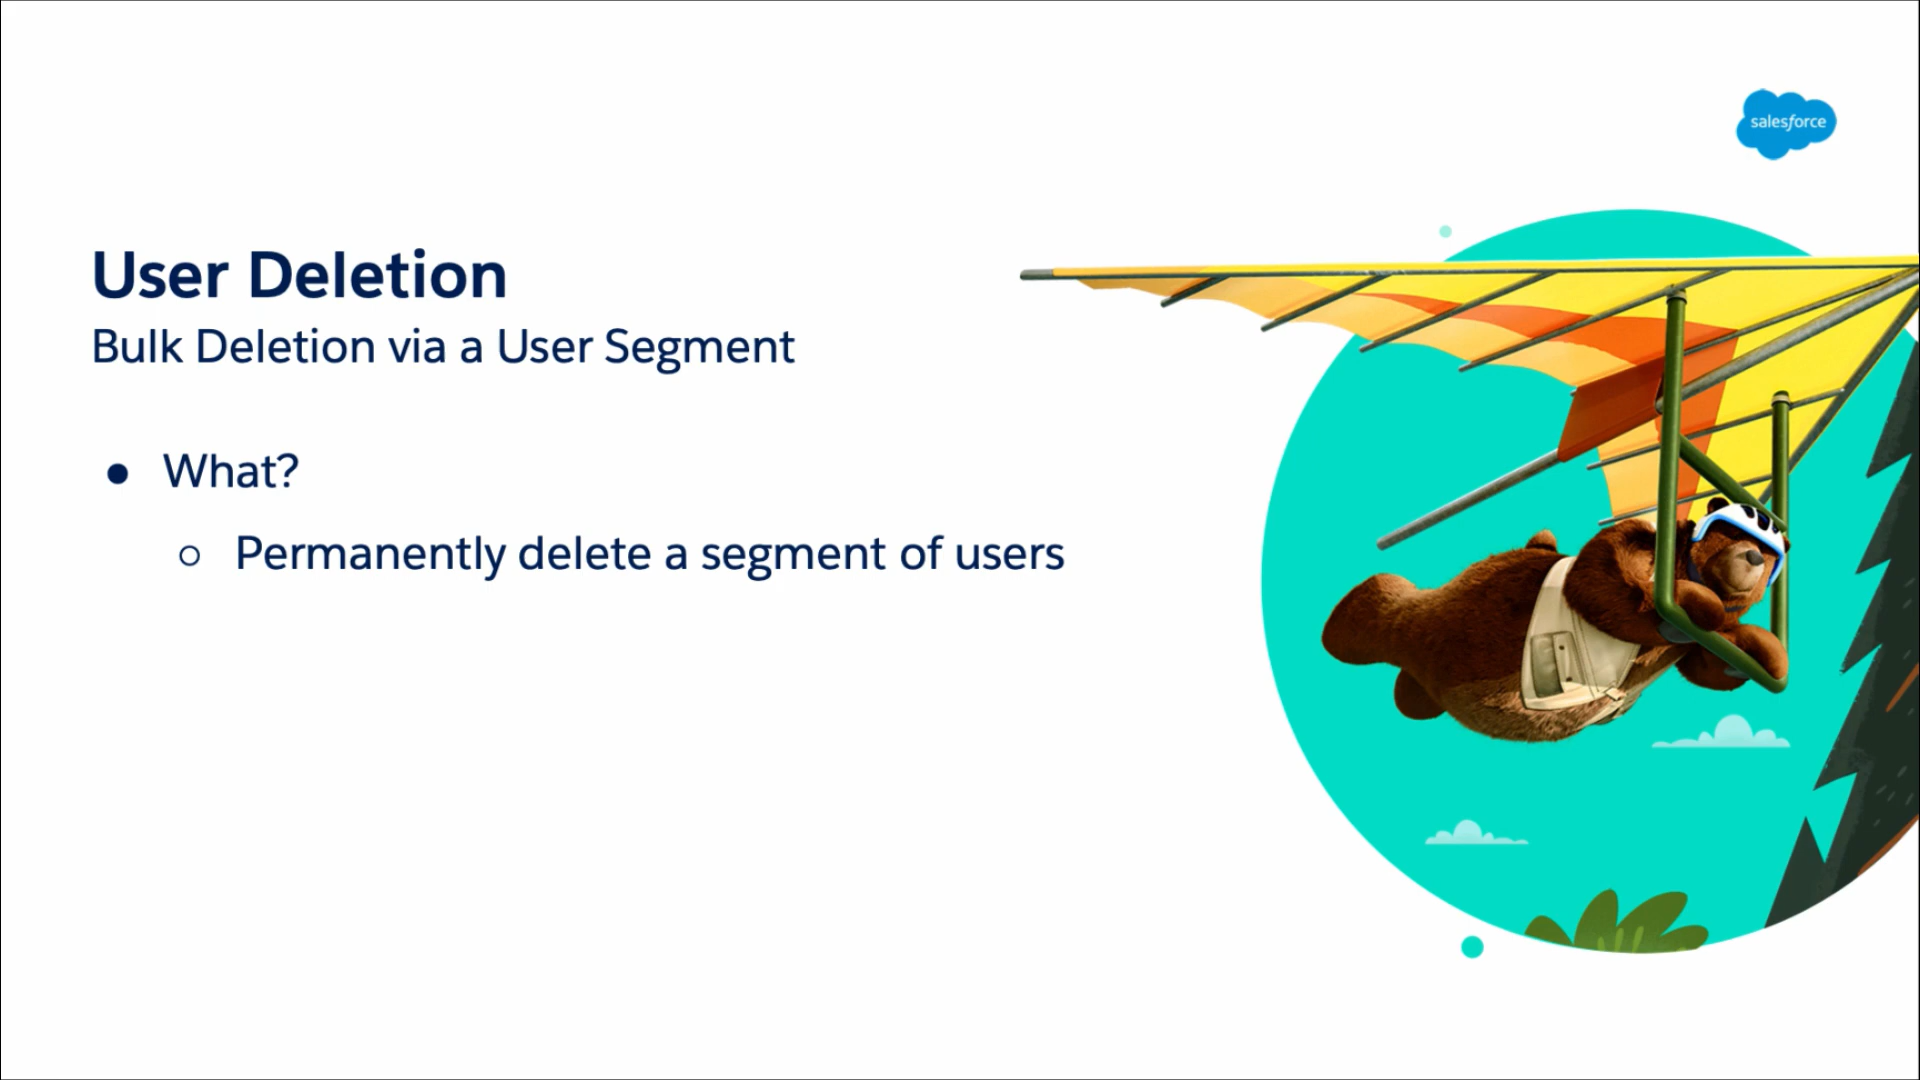 salesforce
User Deletion
Bulk Deletion via a User Segment
● What?
○ Permanently delete a segment of users